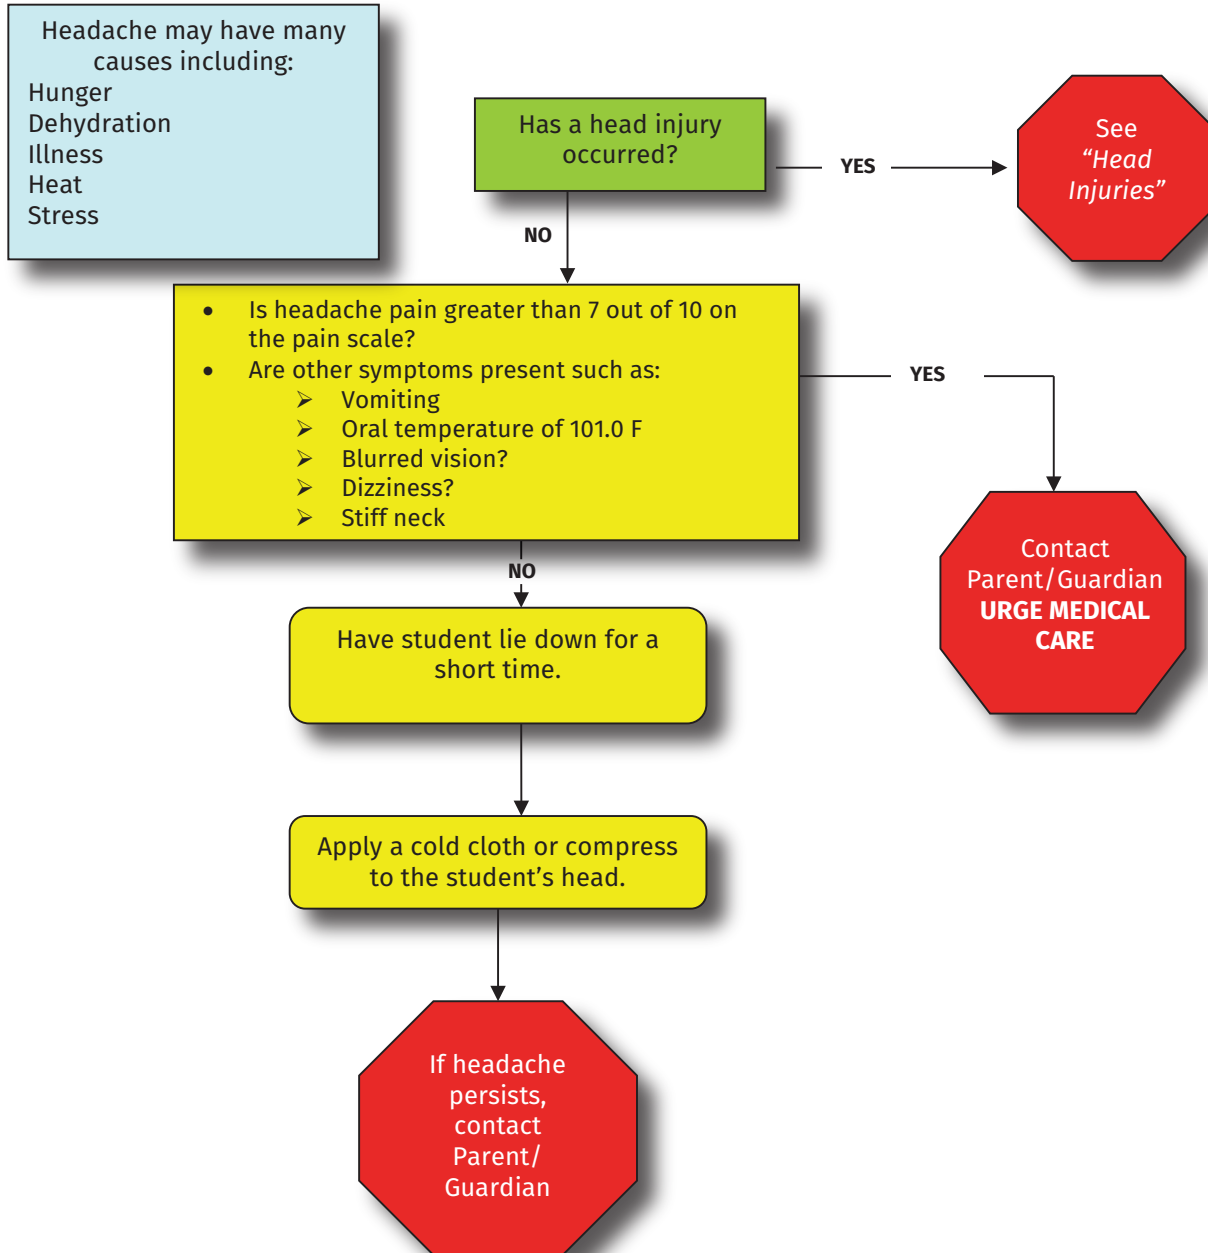 Headache may have many
causes including:
Hunger
Dehydration
Illness
Heat
Stress
Has a head injury
occurred?
YES
See
“Head
Injuries”
NO
• Is headache pain greater than 7 out of 10 on
the pain scale?
• Are other symptoms present such as:
➢ Vomiting
➢ Oral temperature of 101.0 F
➢ Blurred vision?
➢ Dizziness?
➢ Stiff neck
YES
Contact
Parent/Guardian
URGE MEDICAL
CARE
NO
Have student lie down for a
short time.
Apply a cold cloth or compress
to the student’s head.
If headache
persists,
contact
Parent/
Guardian